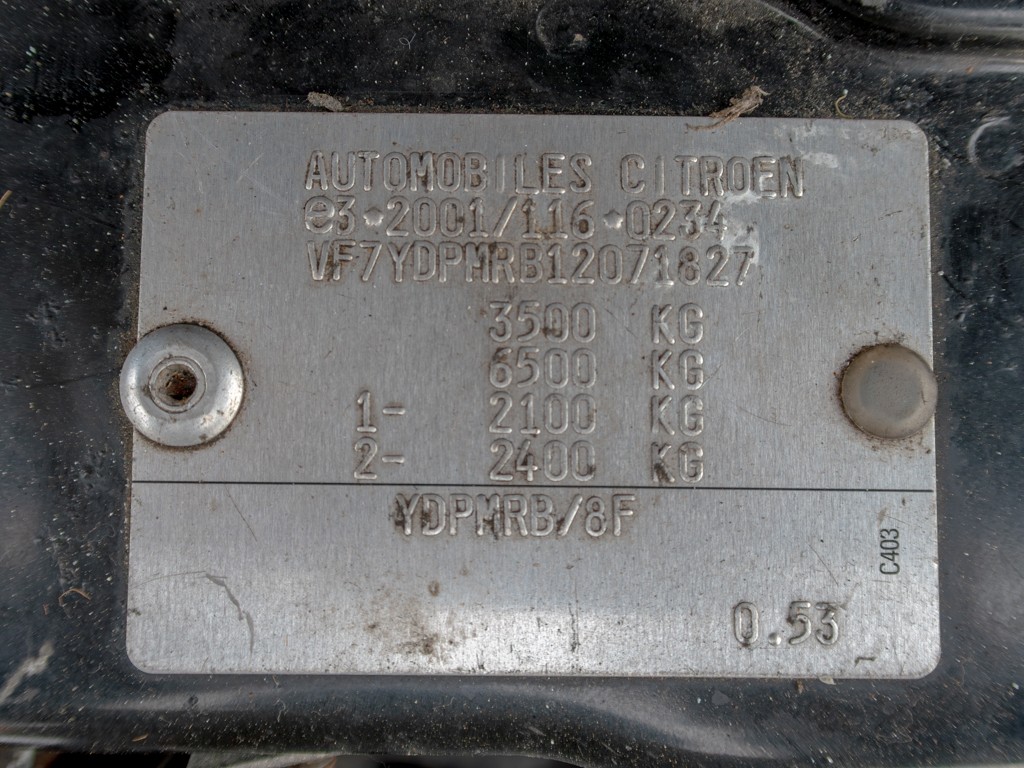 AUTOMOBILES CITROEN
e3*2001/116*0234
VF7YDPMRB12071827
3500 KG
6500 KG
1- 2100 KG
2- 2400 KG
YDPMRB/8F
C403
0.53